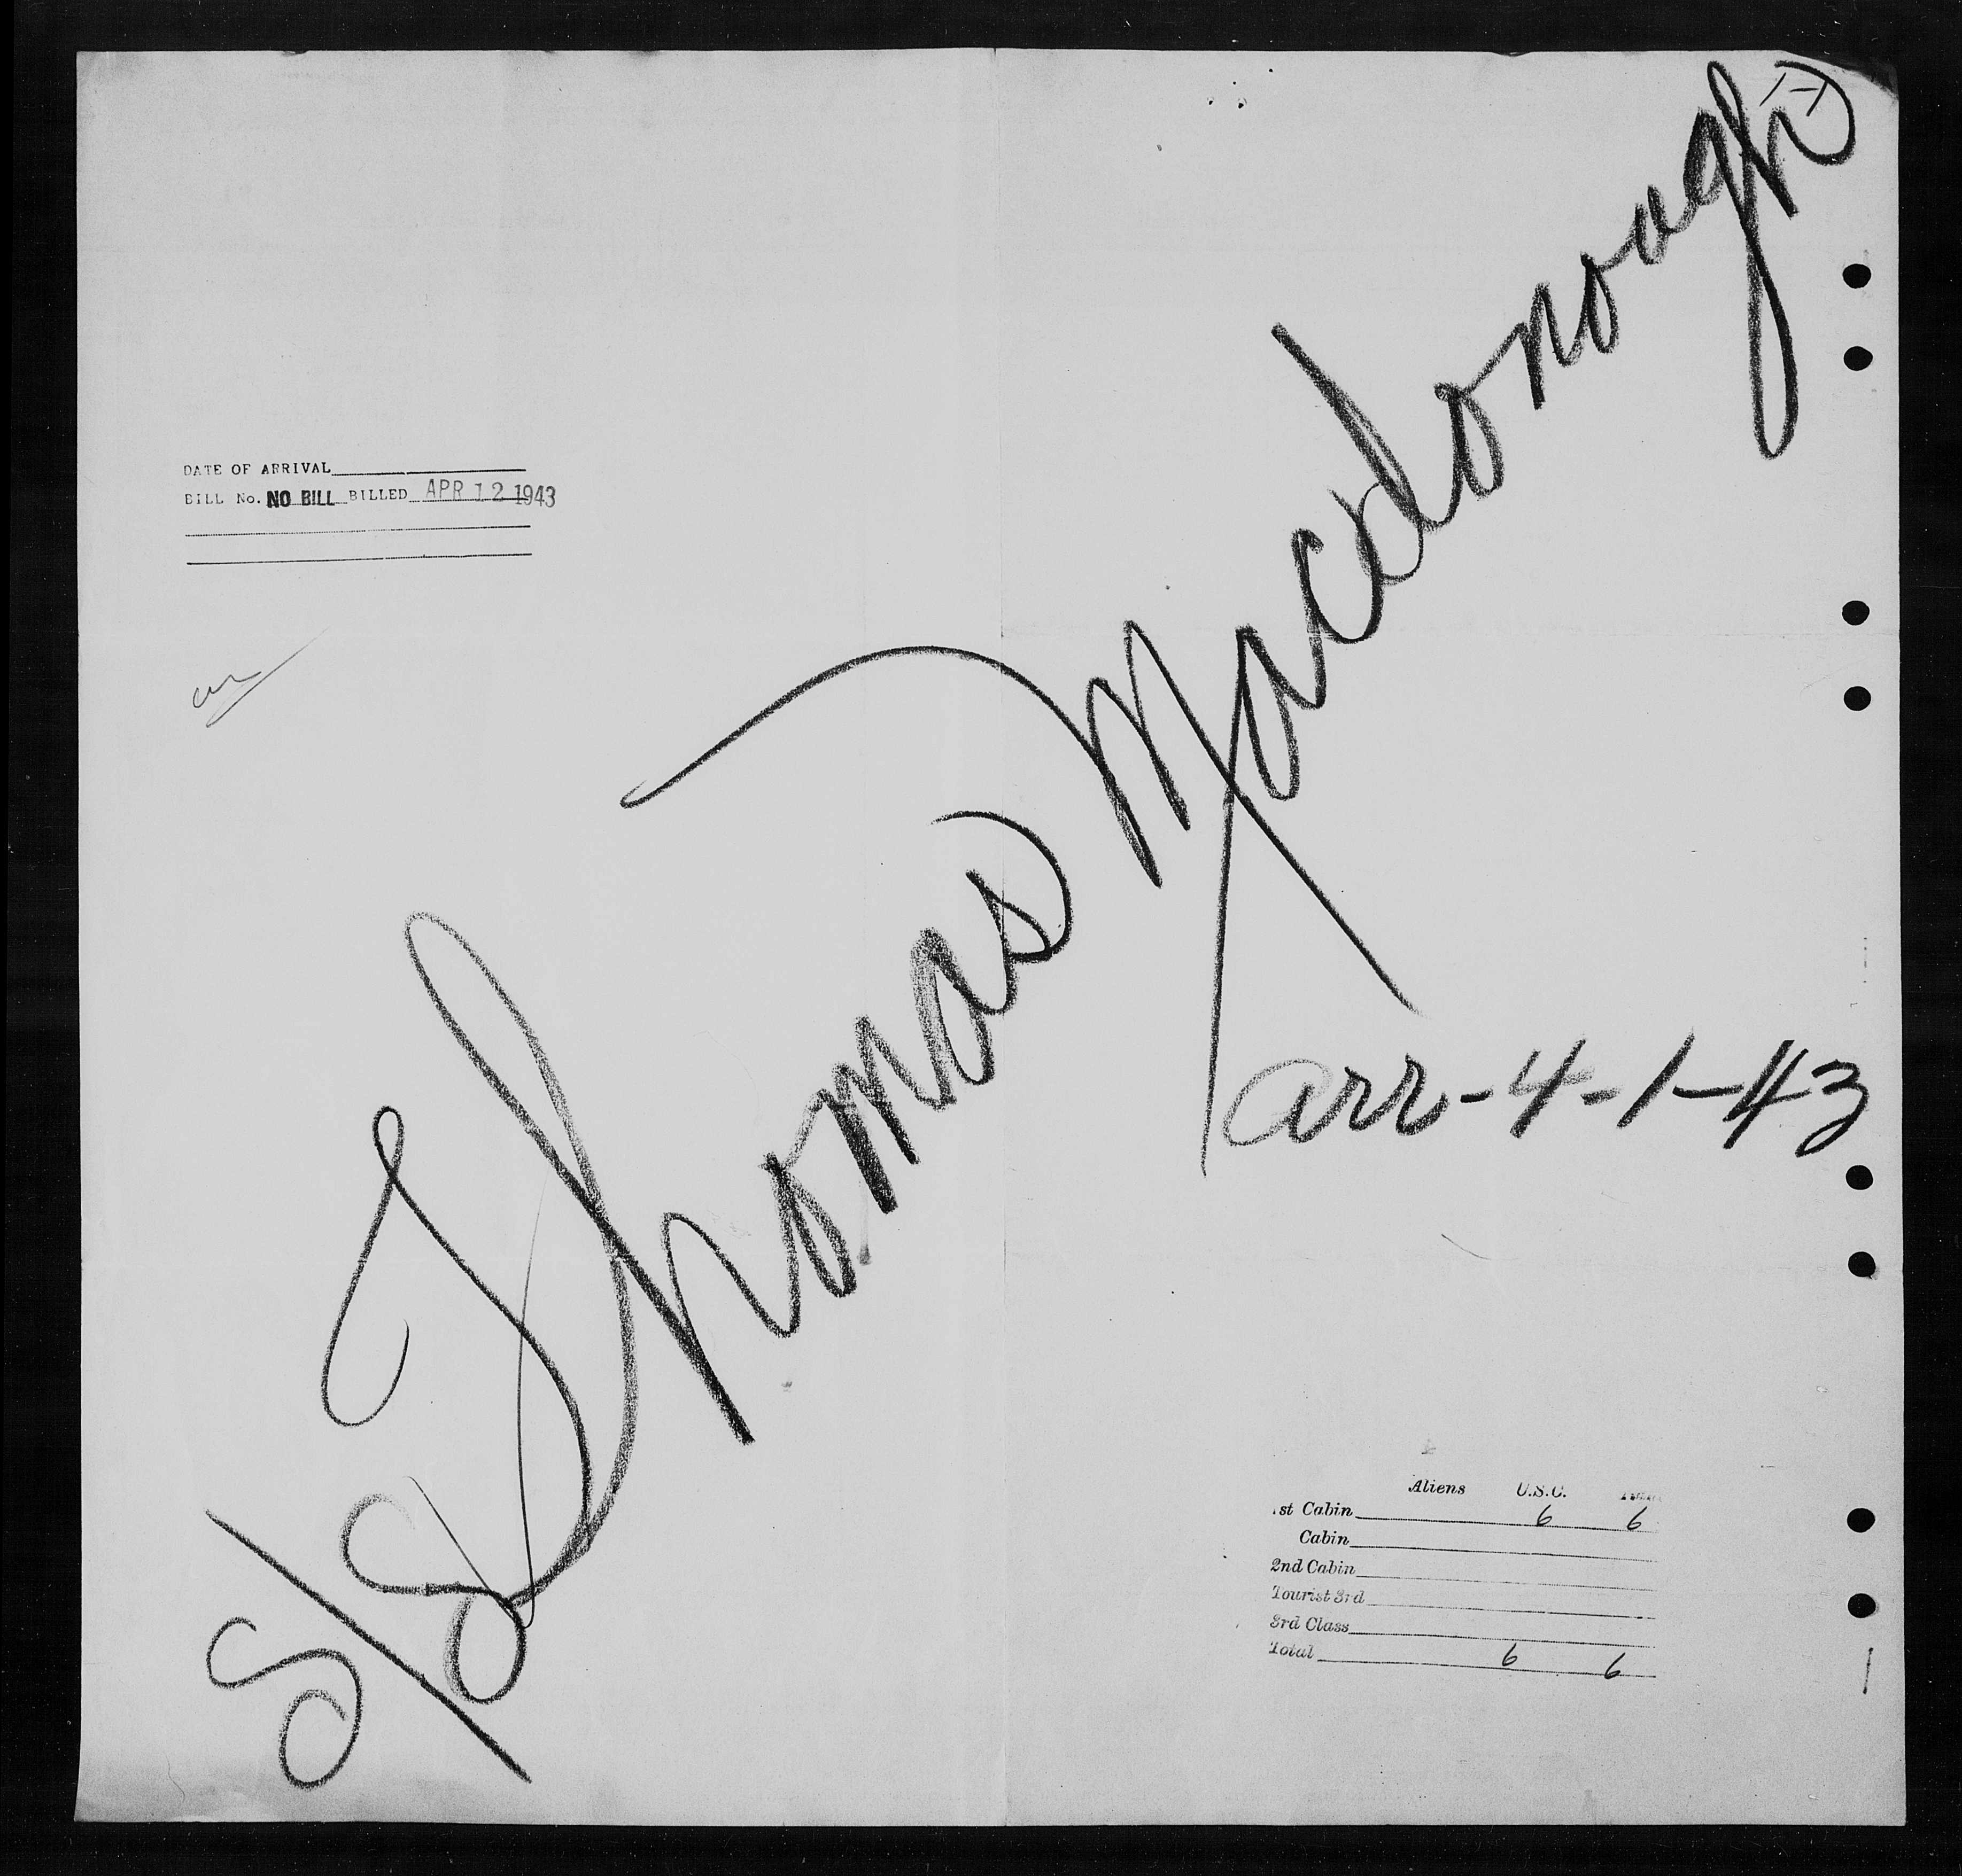 DATE OF ARRIVAL
BILL No. NO BILL BILLED APR 12 1943
S/S Thomas Macdonough
arr-4-1-43
Aliens U.S.C. Total
1st Cabin 6 6
Cabin
2nd Cabin
Tourist 3rd
3rd Class
Total 6 6